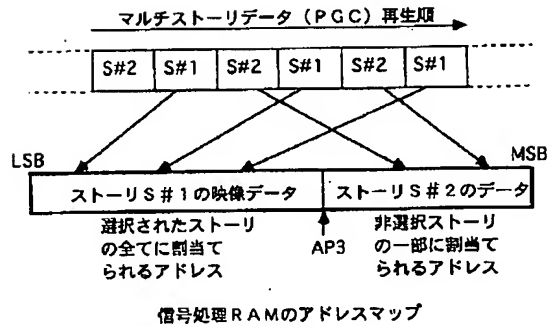 マルチストーリデータ（PGC）再生順
S#2 S#1 S#2 S#1 S#2 S#1
LSB MSB
ストーリS#1の映像データ ストーリS#2のデータ
選択されたストーリ
の全てに割当て
られるアドレス
AP3
非選択ストーリ
の一部に割当て
られるアドレス
信号処理RAMのアドレスマップ